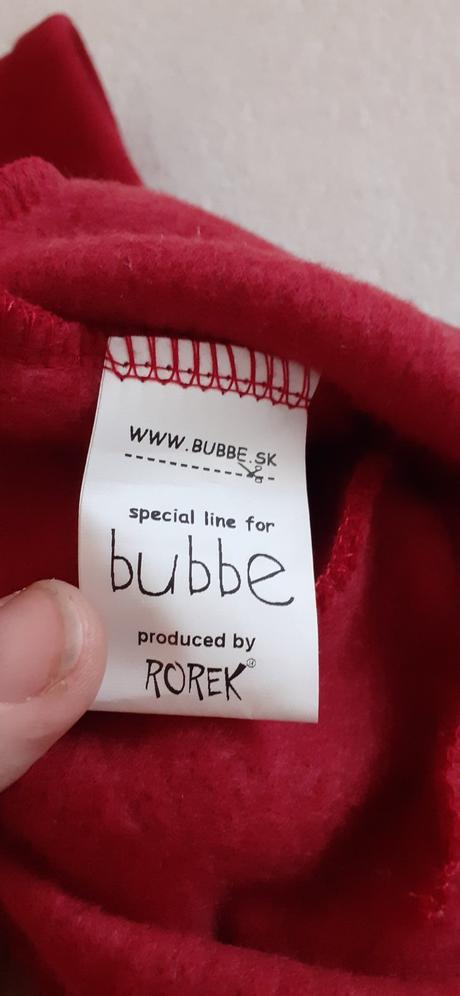 WWW.BUBBE.SK
special line for
bubbe
produced by
ROREK®